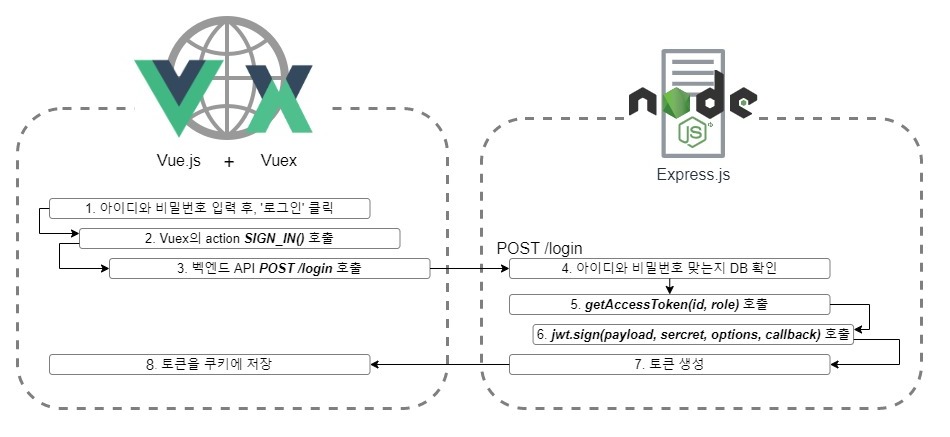 node
JS
Vue.js + Vuex
Express.js
1. 아이디와 비밀번호 입력 후, '로그인' 클릭
2. Vuex의 action SIGN_IN() 호출
3. 벡엔드 API POST /login 호출
POST /login
4. 아이디와 비밀번호 맞는지 DB 확인
5. getAccessToken(id, role) 호출
6. jwt.sign(payload, sercret, options, callback) 호출
7. 토큰 생성
8. 토큰을 쿠키에 저장